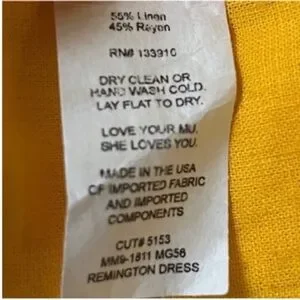 55% Linen
45% Rayon
RN# 133910
DRY CLEAN OR
HAND WASH COLD.
LAY FLAT TO DRY.
LOVE YOUR MU.
SHE LOVES YOU.
MADE IN THE USA
OF IMPORTED FABRIC
AND IMPORTED
COMPONENTS
CUT# 5153
MM9-1811 MG56
REMINGTON DRESS